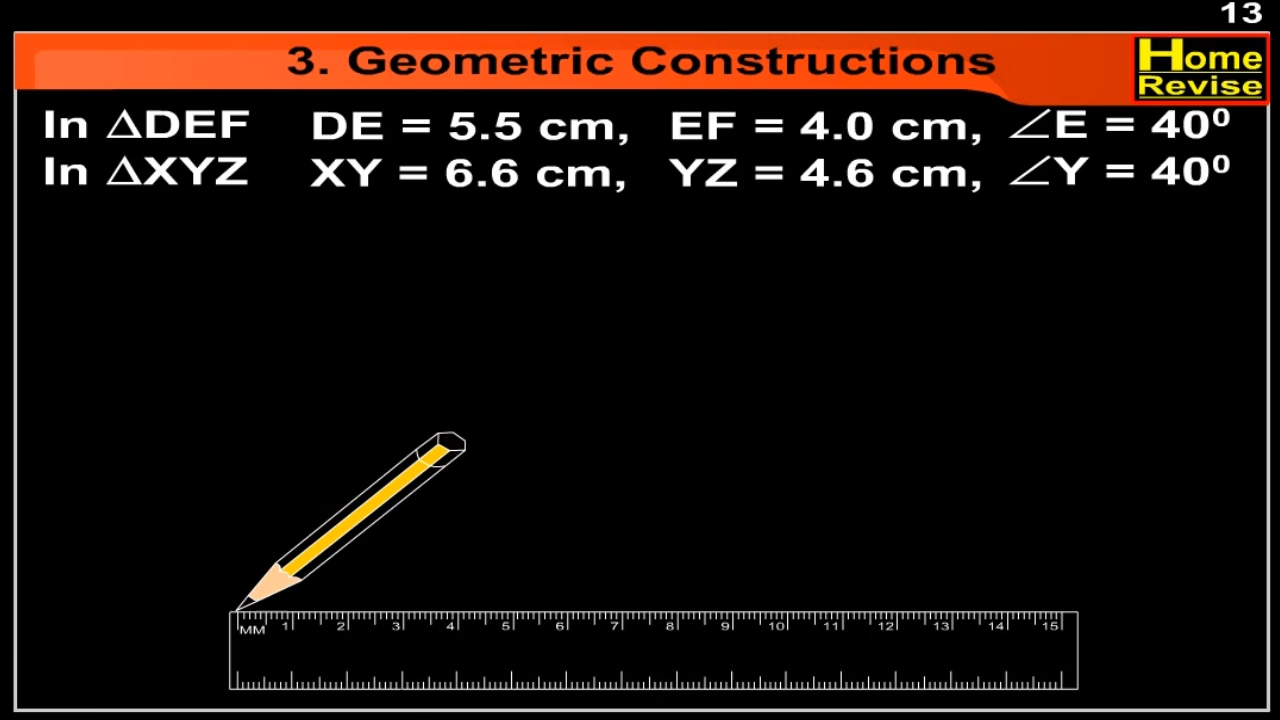 13
3. Geometric Constructions
Home
Revise
In △DEF DE = 5.5 cm, EF = 4.0 cm, ∠E = 40⁰
In △XYZ XY = 6.6 cm, YZ = 4.6 cm, ∠Y = 40⁰
MM 1 2 3 4 5 6 7 8 9 10 11 12 13 14 15